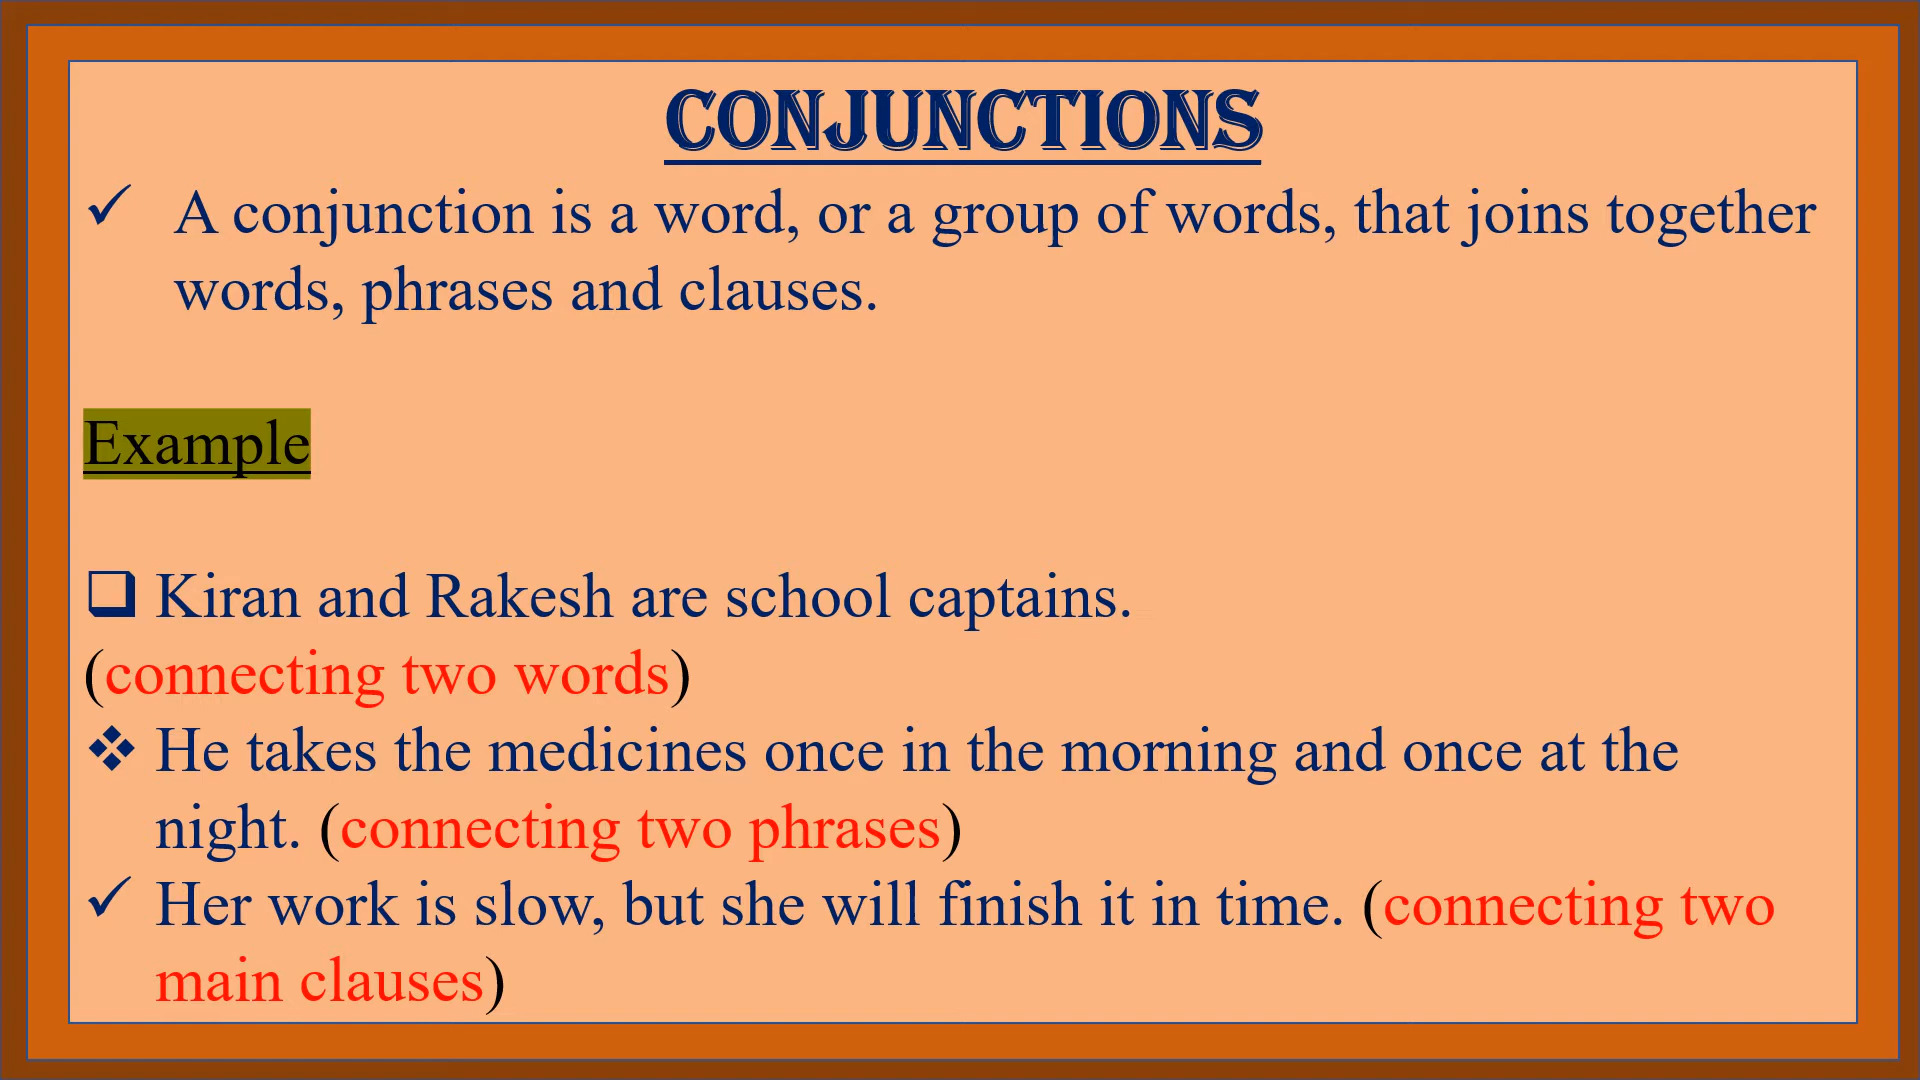 CONJUNCTIONS
✓ A conjunction is a word, or a group of words, that joins together
words, phrases and clauses.
Example
❑ Kiran and Rakesh are school captains.
(connecting two words)
❖ He takes the medicines once in the morning and once at the
night. (connecting two phrases)
✓ Her work is slow, but she will finish it in time. (connecting two
main clauses)